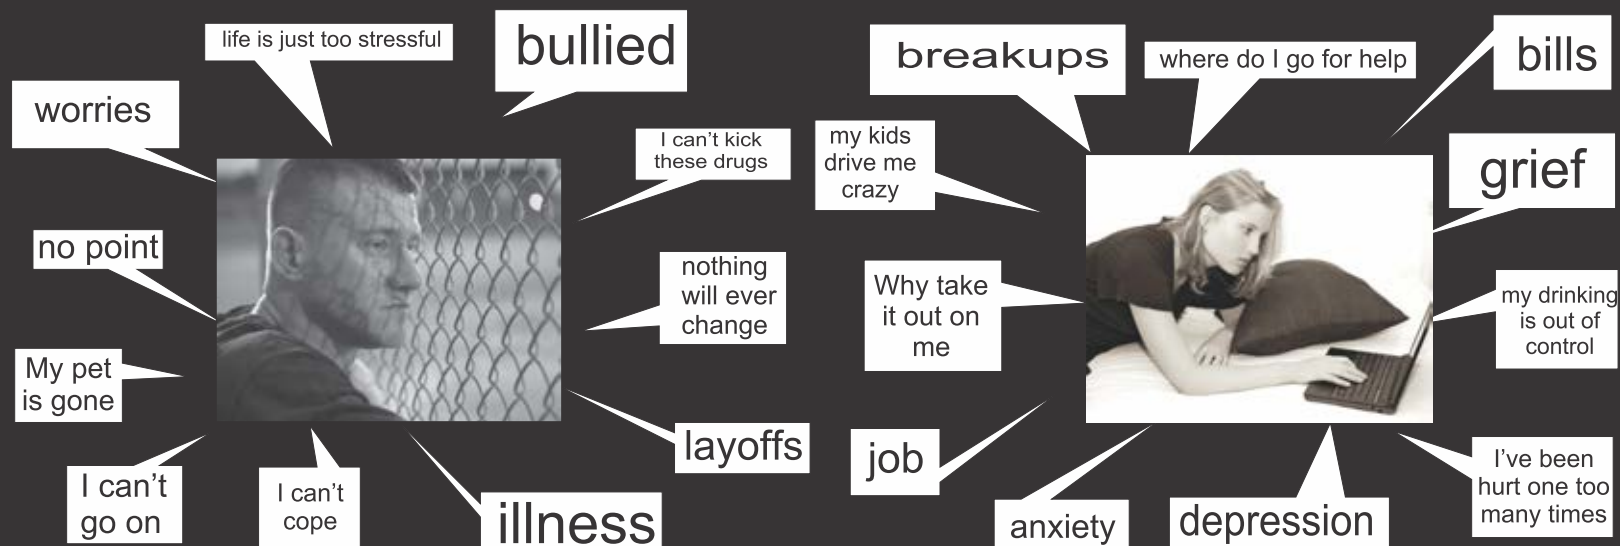 life is just too stressful
bullied
worries
I can't kick
these drugs
no point
nothing
will ever
change
My pet
is gone
layoffs
I can't
go on
I can't
cope
illness
breakups
where do I go for help
bills
my kids
drive me
crazy
grief
Why take
it out on
me
my drinking
is out of
control
job
anxiety
depression
I've been
hurt one too
many times